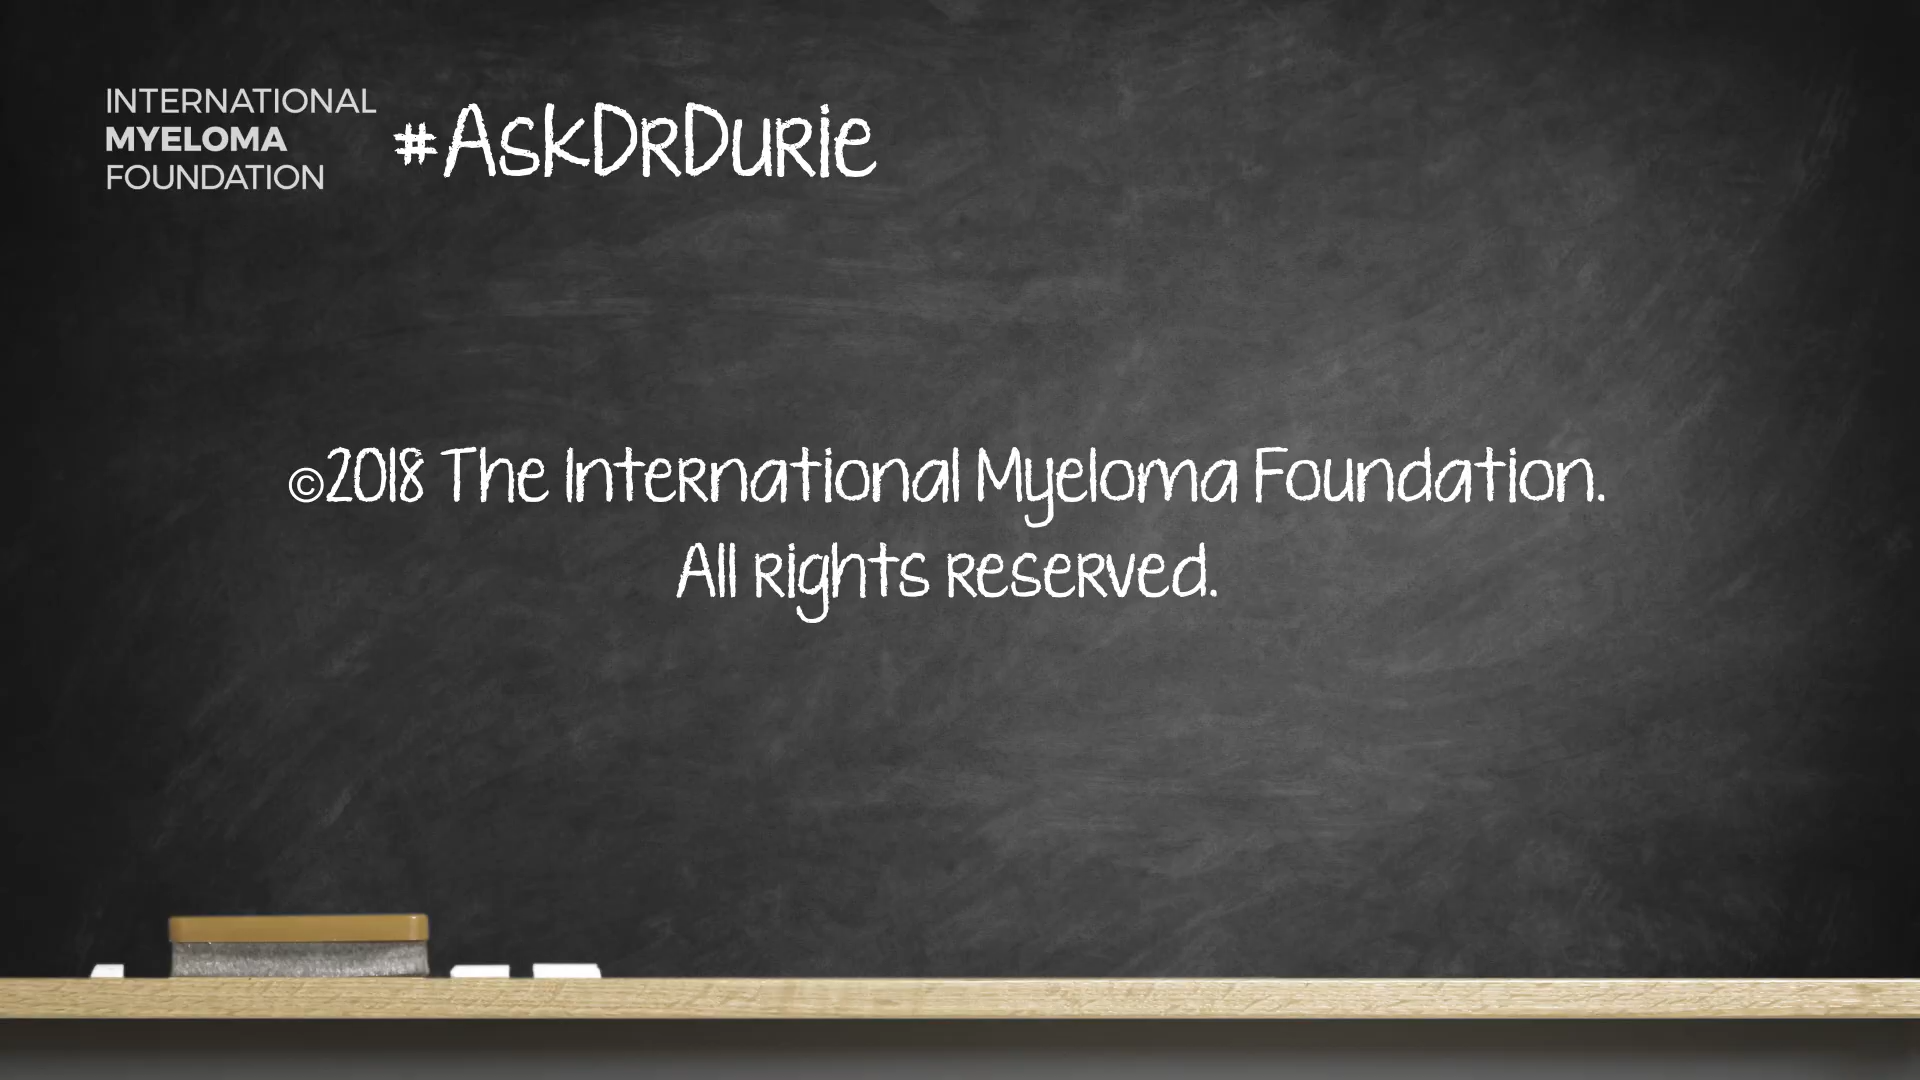 INTERNATIONAL
MYELOMA
FOUNDATION
#AskDrDurie
©2018 The International Myeloma Foundation.
All rights reserved.